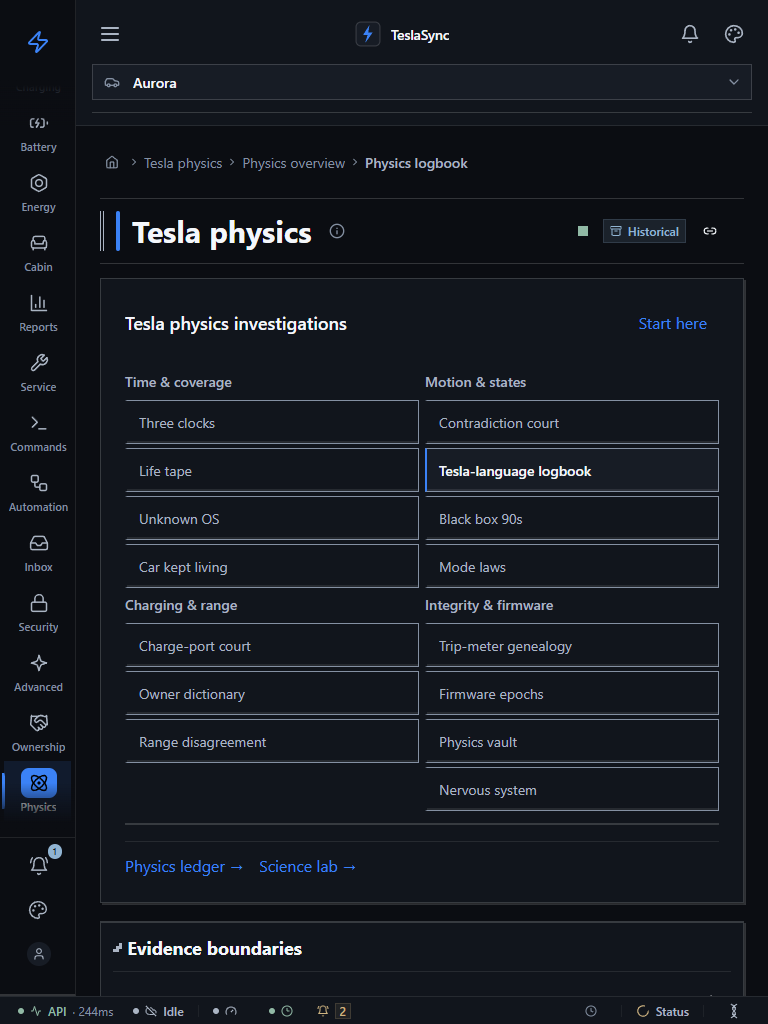 TeslaSync
Aurora
Charging
Battery
Energy
Cabin
Reports
Service
Commands
Automation
Inbox
Security
Advanced
Ownership
Physics
1
Tesla physics > Physics overview > Physics logbook
Tesla physics
Historical
Tesla physics investigations
Start here
Time & coverage
Three clocks
Life tape
Unknown OS
Car kept living
Motion & states
Contradiction court
Tesla-language logbook
Black box 90s
Mode laws
Charging & range
Charge-port court
Owner dictionary
Range disagreement
Integrity & firmware
Trip-meter genealogy
Firmware epochs
Physics vault
Nervous system
Physics ledger →
Science lab →
Evidence boundaries
API · 244ms
Idle
2
Status